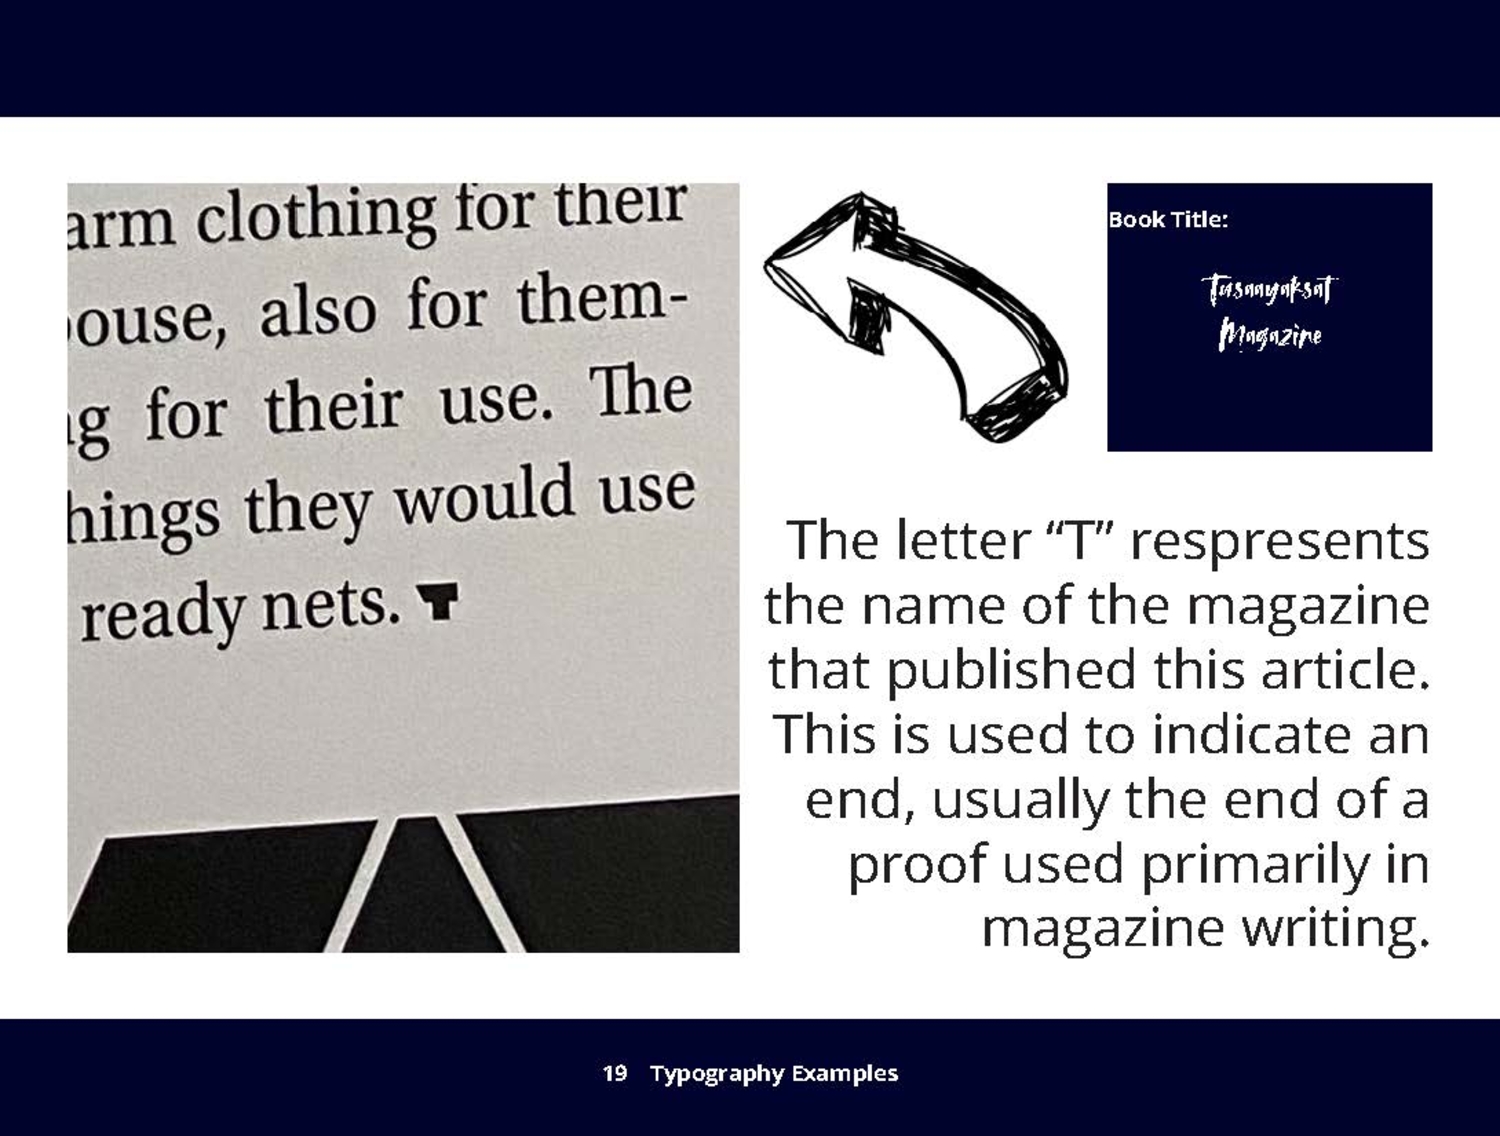 arm clothing for their
ouse, also for them-
g for their use. The
hings they would use
ready nets. T
Book Title:
Tusaayaksat
Magazine
The letter “T” respresents
the name of the magazine
that published this article.
This is used to indicate an
end, usually the end of a
proof used primarily in
magazine writing.
19 Typography Examples